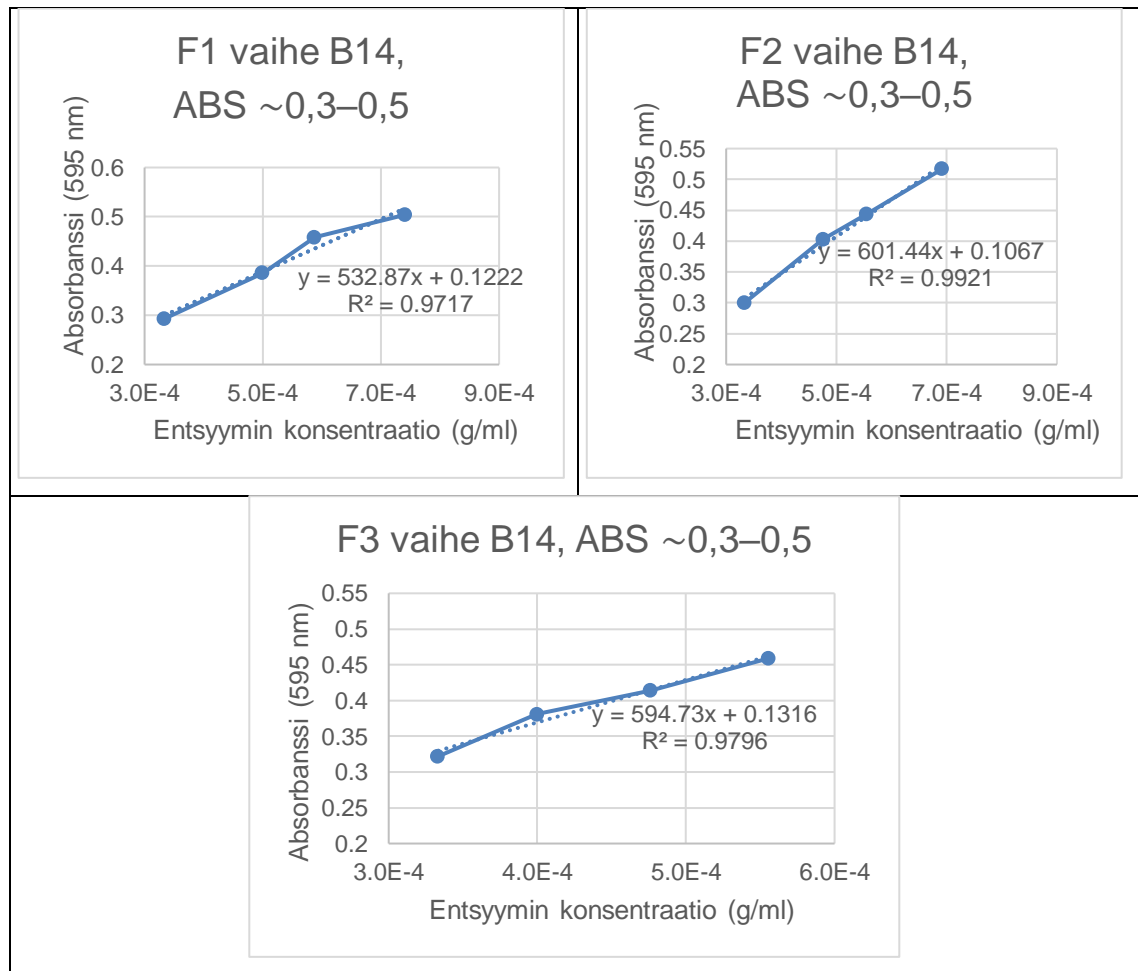 F1 vaihe B14,
ABS ~0,3–0,5
Absorbanssi (595 nm)
0.6
0.5
0.4
0.3
0.2
y = 532.87x + 0.1222
R² = 0.9717
3.0E-4 5.0E-4 7.0E-4 9.0E-4
Entsyymin konsentraatio (g/ml)
F2 vaihe B14,
ABS ~0,3–0,5
Absorbanssi (595 nm)
0.55
0.5
0.45
0.4
0.35
0.3
0.25
0.2
y = 601.44x + 0.1067
R² = 0.9921
3.0E-4 5.0E-4 7.0E-4 9.0E-4
Entsyymin konsentraatio (g/ml)
F3 vaihe B14, ABS ~0,3–0,5
Absorbanssi (595 nm)
0.55
0.5
0.45
0.4
0.35
0.3
0.25
0.2
y = 594.73x + 0.1316
R² = 0.9796
3.0E-4 4.0E-4 5.0E-4 6.0E-4
Entsyymin konsentraatio (g/ml)